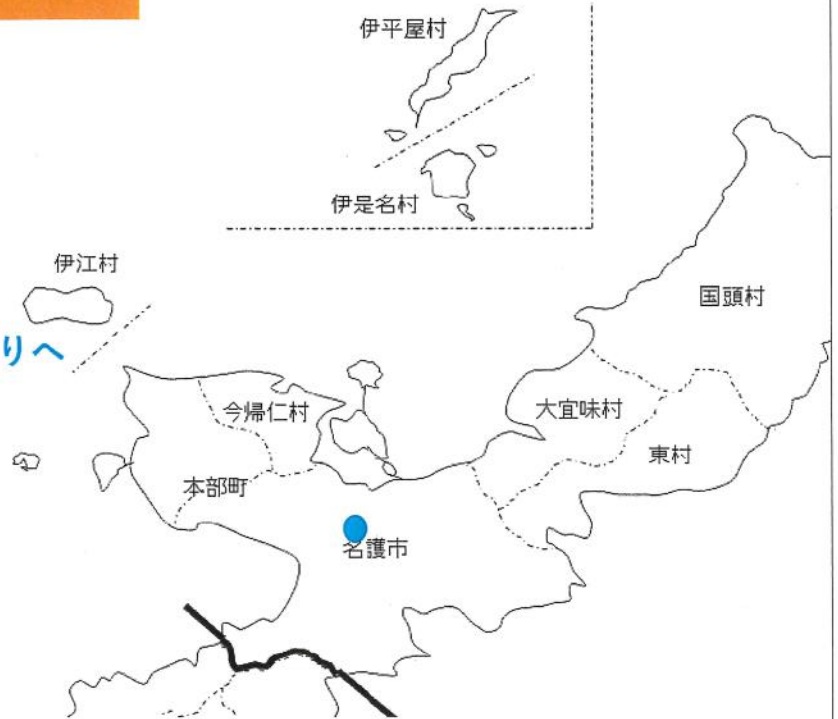 伊平屋村
伊是名村
伊江村
国頭村
りへ
今帰仁村
大宜味村
東村
本部町
名護市